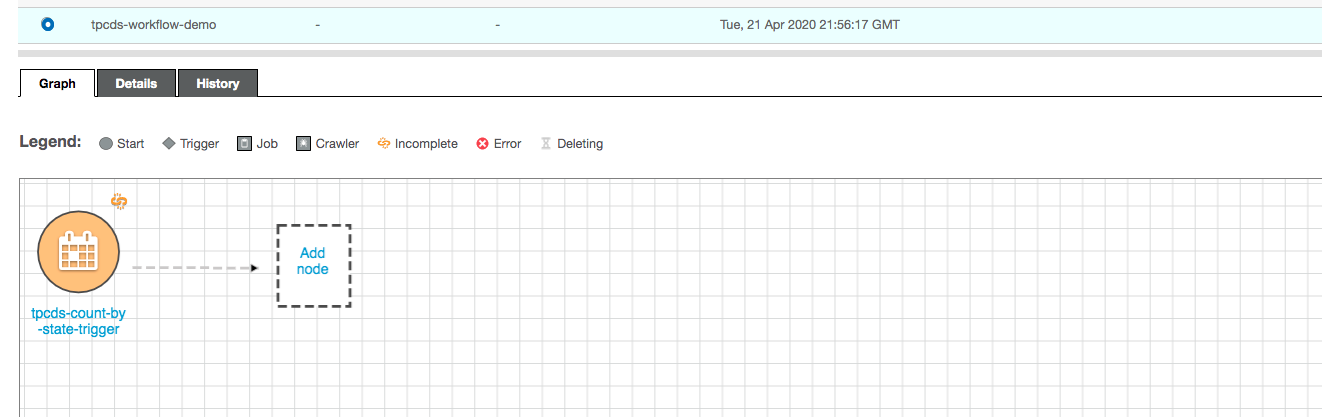 tpcds-workflow-demo - - Tue, 21 Apr 2020 21:56:17 GMT
Graph Details History
Legend: Start Trigger Job Crawler Incomplete Error Deleting
Add
node
tpcds-count-by
-state-trigger